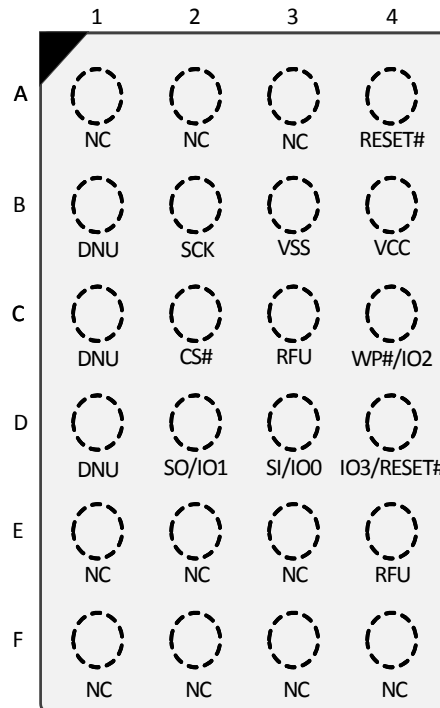 1 2 3 4
A
NC NC NC RESET#
B
DNU SCK VSS VCC
C
DNU CS# RFU WP#/IO2
D
DNU SO/IO1 SI/IO0 IO3/RESET#
E
NC NC NC RFU
F
NC NC NC NC